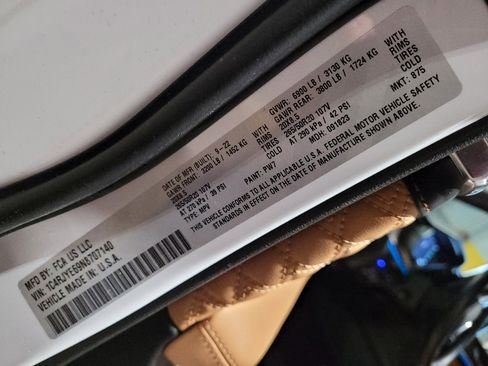 MFD BY: FCA US LLC
DATE OF MFR (BUILT): 9-22
GVWR: 6900 LB / 3130 KG
GAWR FRONT: 3200 LB / 1452 KG WITH
GAWR REAR: 3800 LB / 1724 KG WITH
20X8.5 RIMS
20X8.5 RIMS
265/50R20 107V TIRES
265/50R20 107V TIRES
AT 270 kPa / 39 PSI COLD
AT 290 kPa / 42 PSI COLD
VIN: 1C4RJYE69N8707140
TYPE: MPV
PAINT: PW7
MDH: 091823
MKT: 875
VEHICLE MADE IN U.S.A.
THIS VEHICLE CONFORMS TO ALL APPLICABLE U.S.A. FEDERAL MOTOR VEHICLE SAFETY
STANDARDS IN EFFECT ON THE DATE OF MANUFACTURE SHOWN ABOVE.